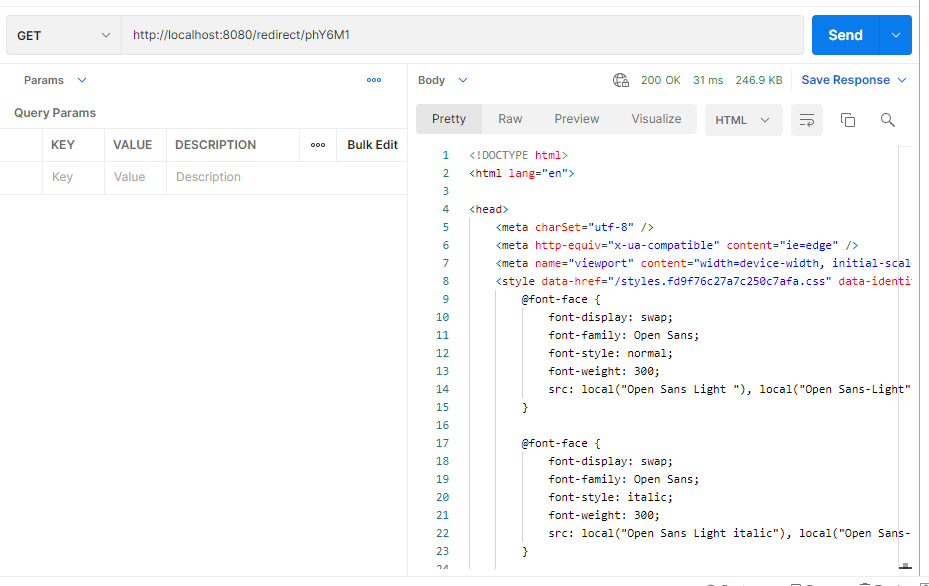 GET
http://localhost:8080/redirect/phY6M1
Send
Params
Body
200 OK 31 ms 246.9 KB
Save Response
Query Params
Pretty Raw Preview Visualize HTML
KEY VALUE DESCRIPTION Bulk Edit
Key Value Description
1 <!DOCTYPE html>
2 <html lang="en">
3
4 <head>
5 <meta charSet="utf-8" />
6 <meta http-equiv="x-ua-compatible" content="ie=edge" />
7 <meta name="viewport" content="width=device-width, initial-scal
8 <style data-href="/styles.fd9f76c27a7c250c7afa.css" data-identi
9 @font-face {
10 font-display: swap;
11 font-family: Open Sans;
12 font-style: normal;
13 font-weight: 300;
14 src: local("Open Sans Light "), local("Open Sans-Light"
15 }
16
17 @font-face {
18 font-display: swap;
19 font-family: Open Sans;
20 font-style: italic;
21 font-weight: 300;
22 src: local("Open Sans Light italic"), local("Open Sans-
23 }
24